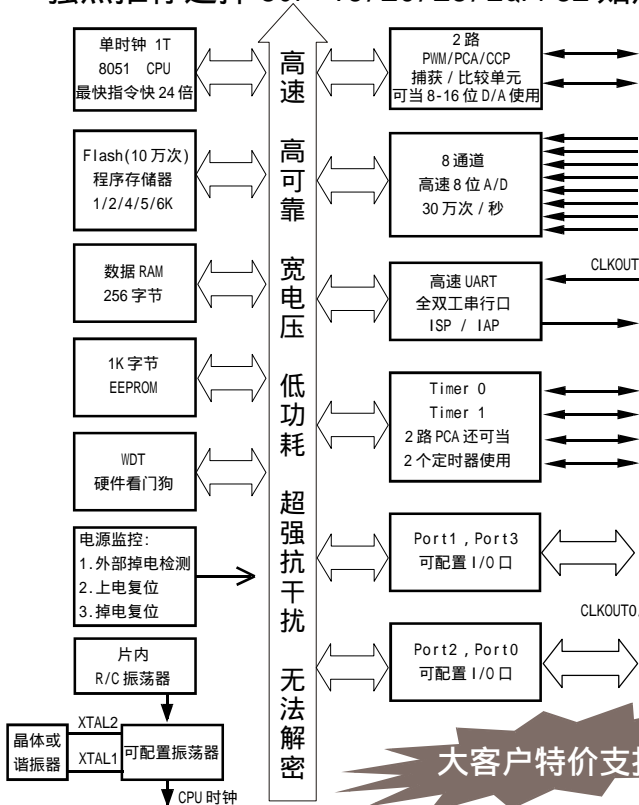 单时钟 1T
8051 CPU
最快指令快 24 倍
Flash(10 万次)
程序存储器
1/2/4/5/6K
数据 RAM
256 字节
1K 字节
EEPROM
WDT
硬件看门狗
电源监控:
1.外部掉电检测
2.上电复位
3.掉电复位
片内
R/C 振荡器
晶体或
谐振器
XTAL2
XTAL1
可配置振荡器
CPU 时钟
高速 高可靠 宽电压 低功耗 超强抗干扰 无法解密
2 路
PWM/PCA/CCP
捕获 / 比较单元
可当 8-16 位 D/A 使用
8 通道
高速 8 位 A/D
30 万次 / 秒
CLKOUT
高速 UART
全双工串行口
ISP / IAP
Timer 0
Timer 1
2 路 PCA 还可当
2 个定时器使用
Port1 , Port3
可配置 I/O 口
CLKOUT0
Port2 , Port0
可配置 I/O 口
大客户特价支